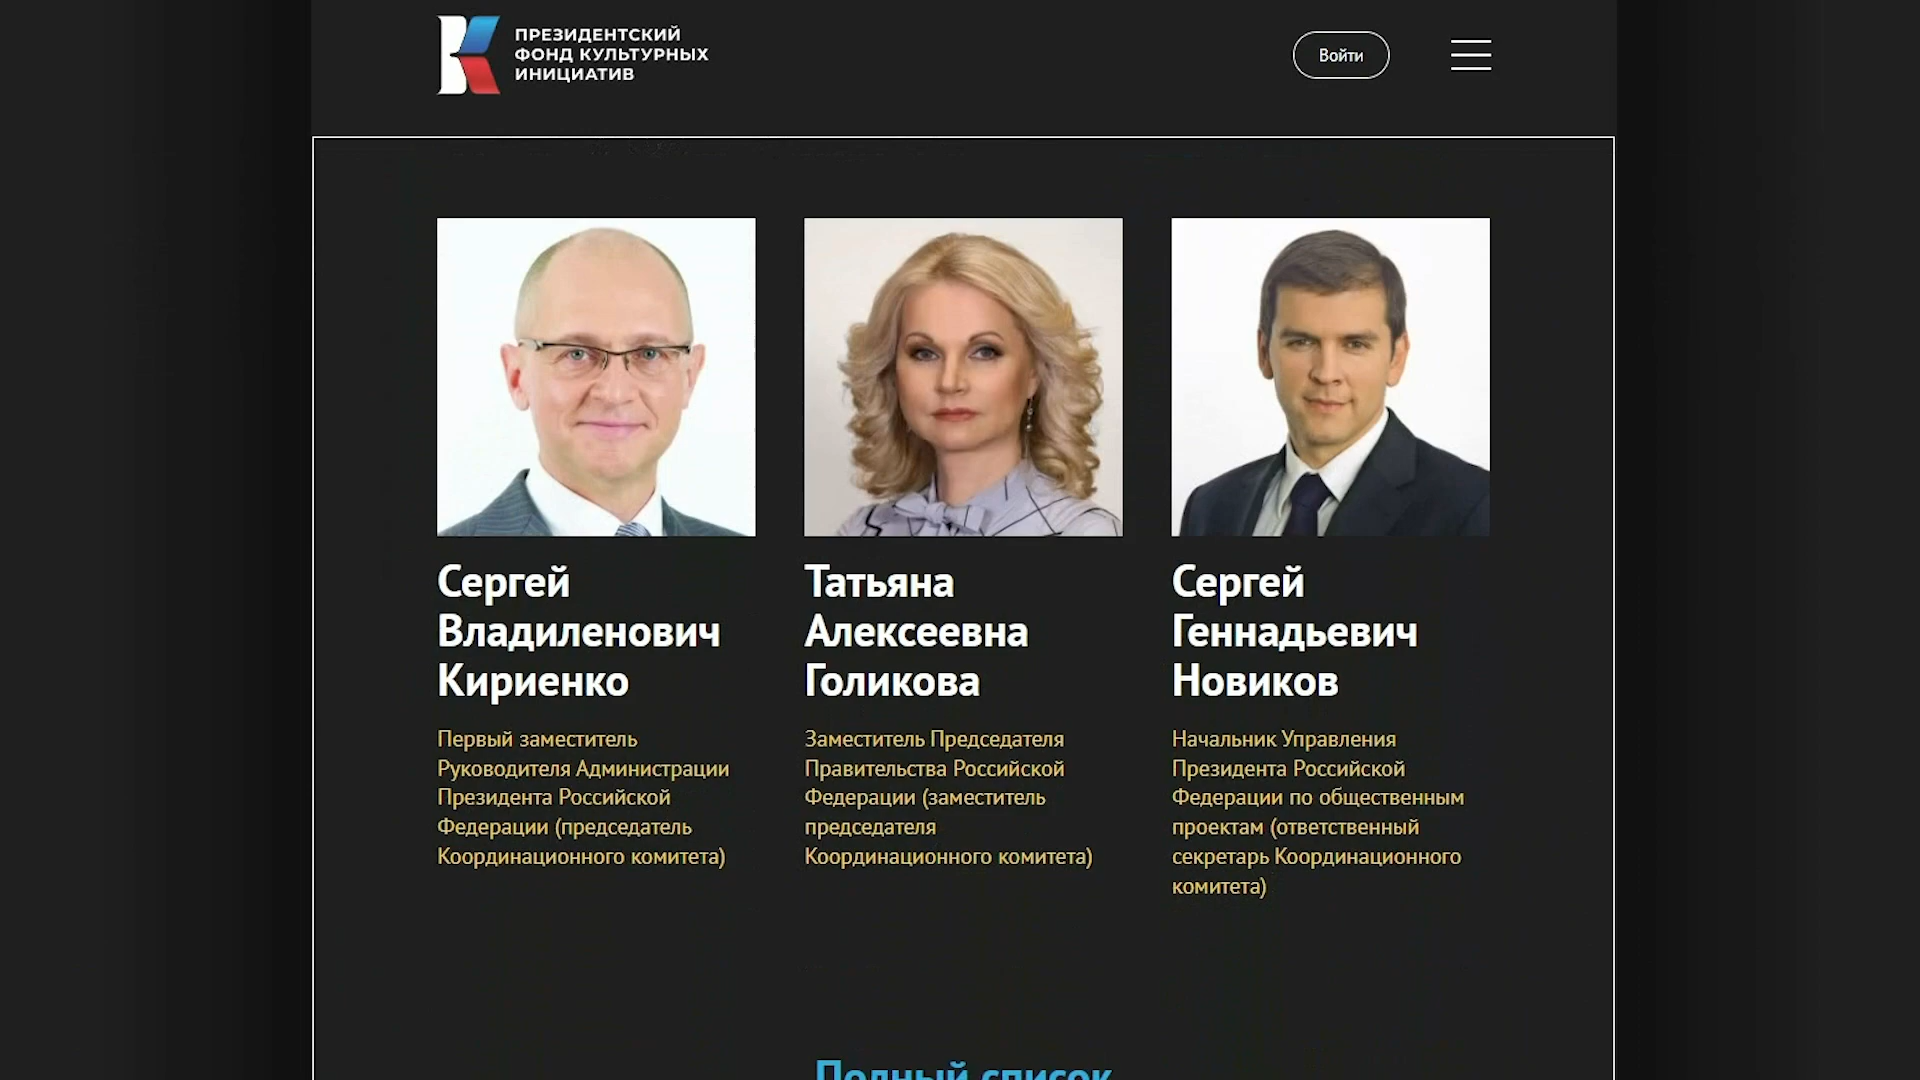 ПРЕЗИДЕНТСКИЙ
ФОНД КУЛЬТУРНЫХ
ИНИЦИАТИВ
Войти
Сергей
Владиленович
Кириенко
Первый заместитель
Руководителя Администрации
Президента Российской
Федерации (председатель
Координационного комитета)
Татьяна
Алексеевна
Голикова
Заместитель Председателя
Правительства Российской
Федерации (заместитель
председателя
Координационного комитета)
Сергей
Геннадьевич
Новиков
Начальник Управления
Президента Российской
Федерации по общественным
проектам (ответственный
секретарь Координационного
комитета)
Полный список